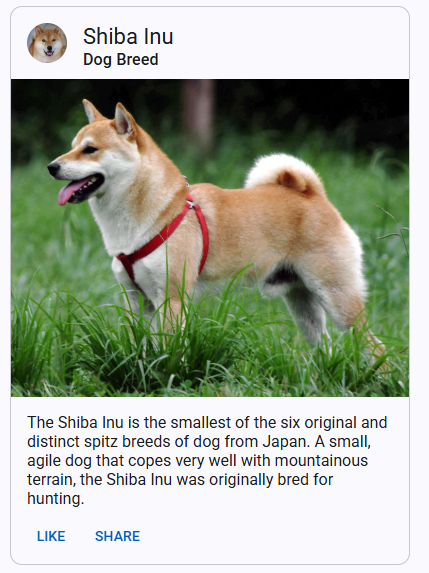 Shiba Inu
Dog Breed
The Shiba Inu is the smallest of the six original and
distinct spitz breeds of dog from Japan. A small,
agile dog that copes very well with mountainous
terrain, the Shiba Inu was originally bred for
hunting.
LIKE SHARE